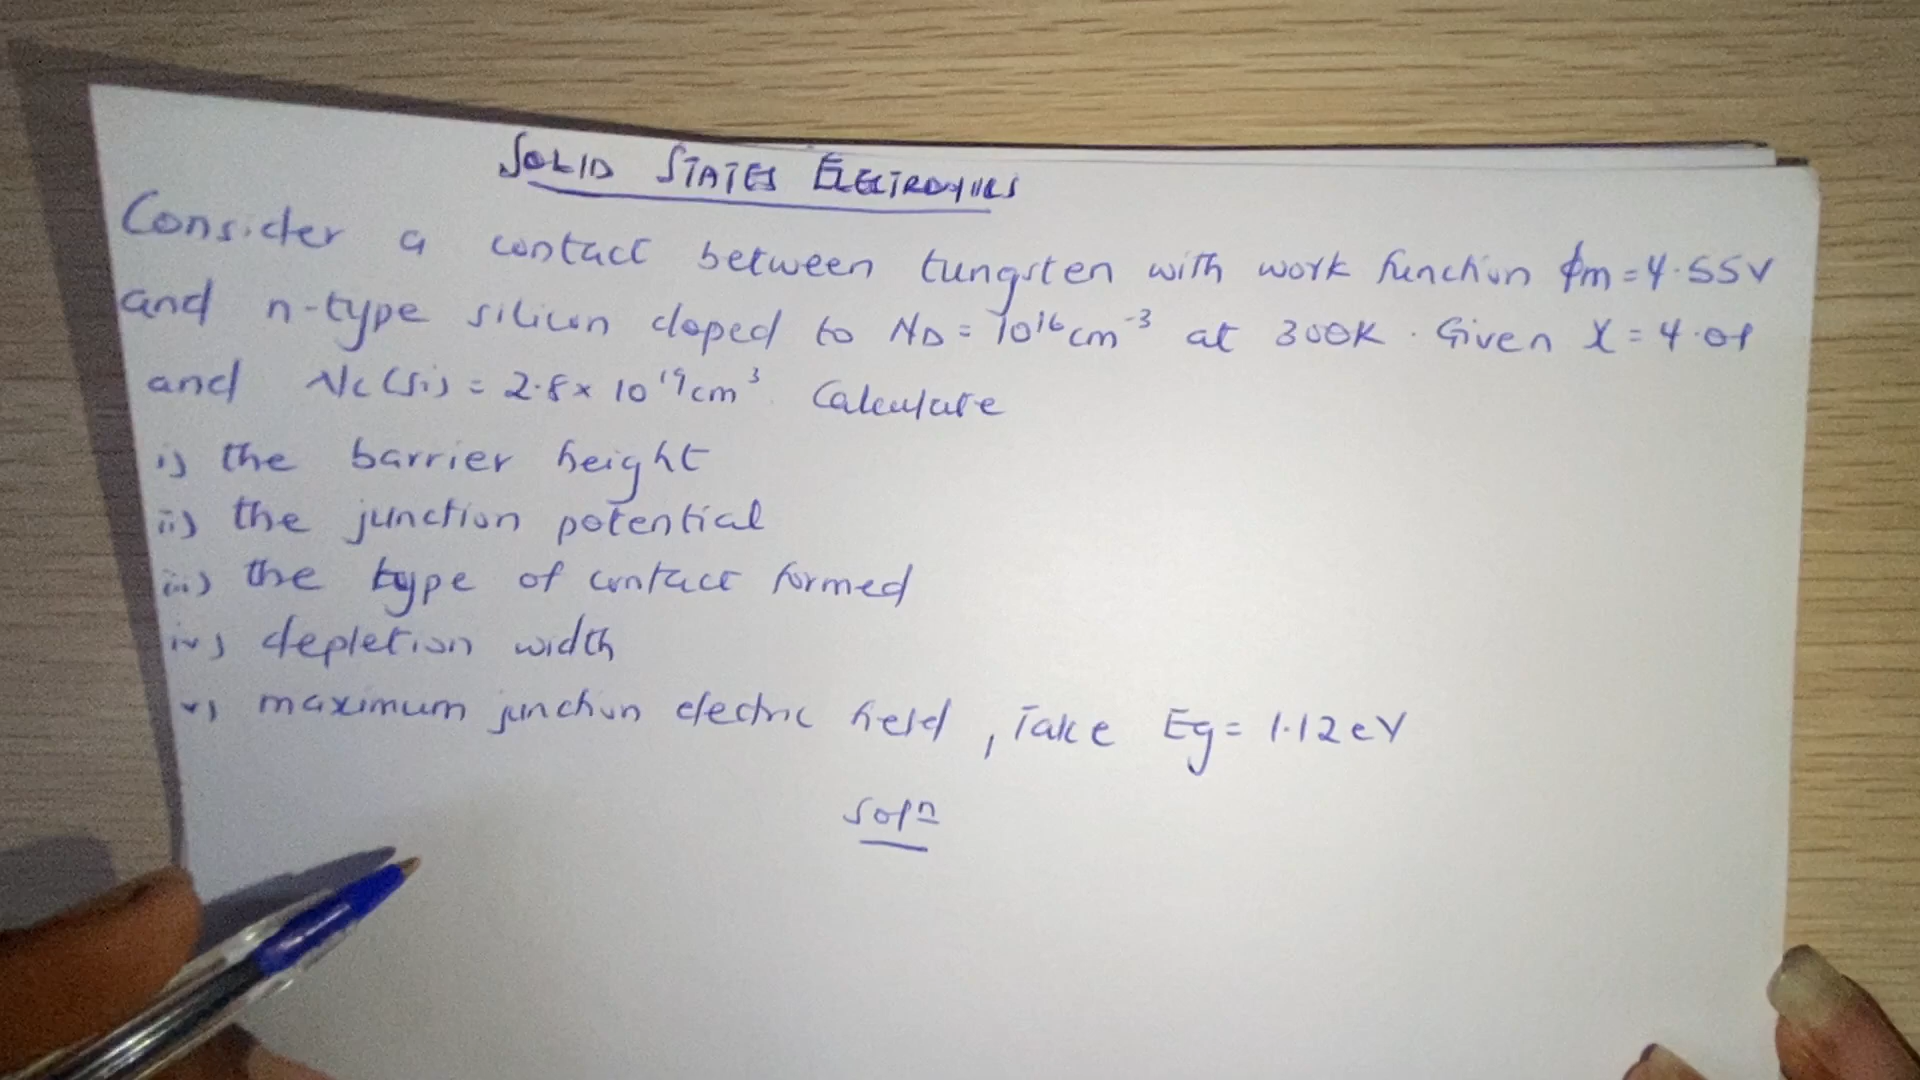 SOLID STATES ELECTRONICS
Consider a contact between tungsten with work function ϕm = 4.55V
and n-type silicon doped to ND = 10¹⁶cm⁻³ at 300K. Given X = 4.01
and Nc(Si) = 2.8 x 10¹⁹cm³. Calculate
i) the barrier height
ii) the junction potential
iii) the type of contact formed
iv) depletion width
v) maximum junction electric field, Take Eg = 1.12eV
Sol<u>n</u>